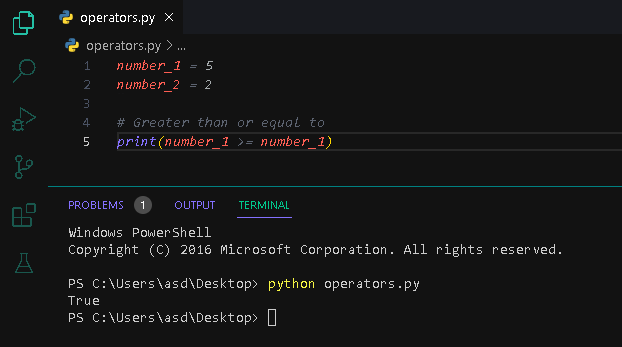 operators.py ×
operators.py > ...
1 number_1 = 5
2 number_2 = 2
3
4 # Greater than or equal to
5 print(number_1 >= number_1)
PROBLEMS 1 OUTPUT TERMINAL
Windows PowerShell
Copyright (C) 2016 Microsoft Corporation. All rights reserved.
PS C:\Users\asd\Desktop> python operators.py
True
PS C:\Users\asd\Desktop>